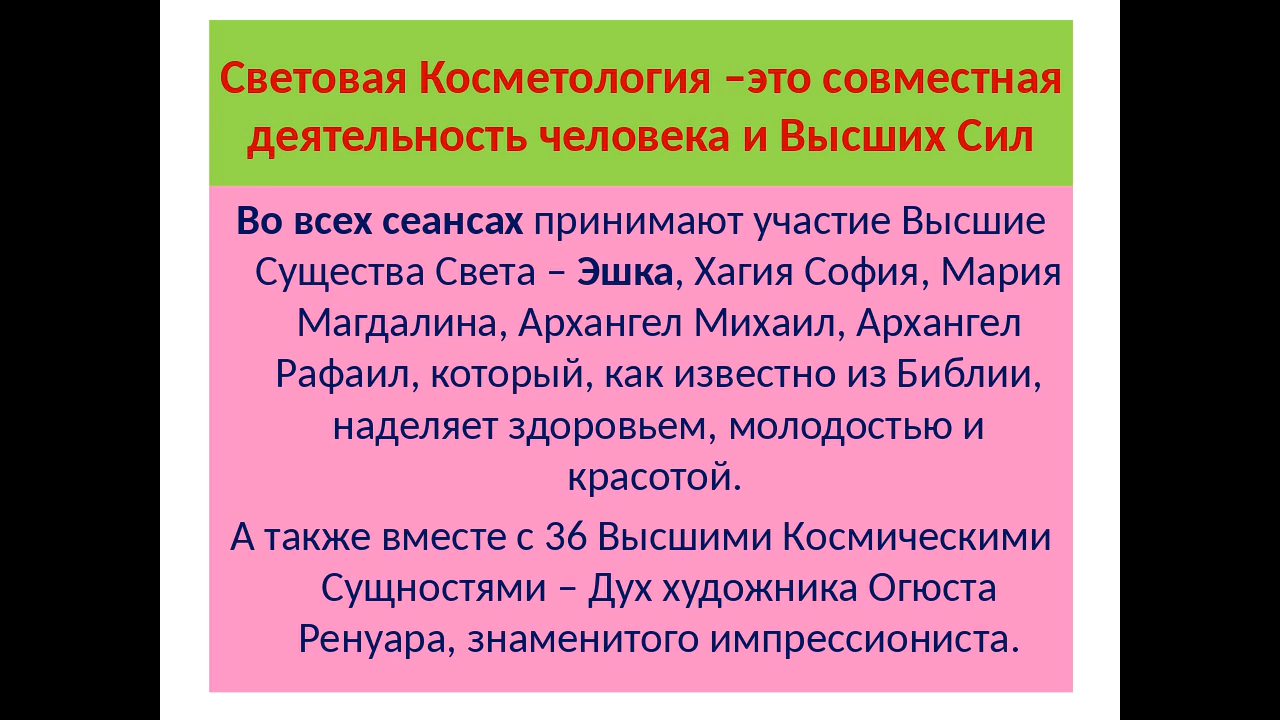 Световая Косметология –это совместная
деятельность человека и Высших Сил
Во всех сеансах принимают участие Высшие
Существа Света – Эшка, Хагия София, Мария
Магдалина, Архангел Михаил, Архангел
Рафаил, который, как известно из Библии,
наделяет здоровьем, молодостью и
красотой.
А также вместе с 36 Высшими Космическими
Сущностями – Дух художника Огюста
Ренуара, знаменитого импрессиониста.